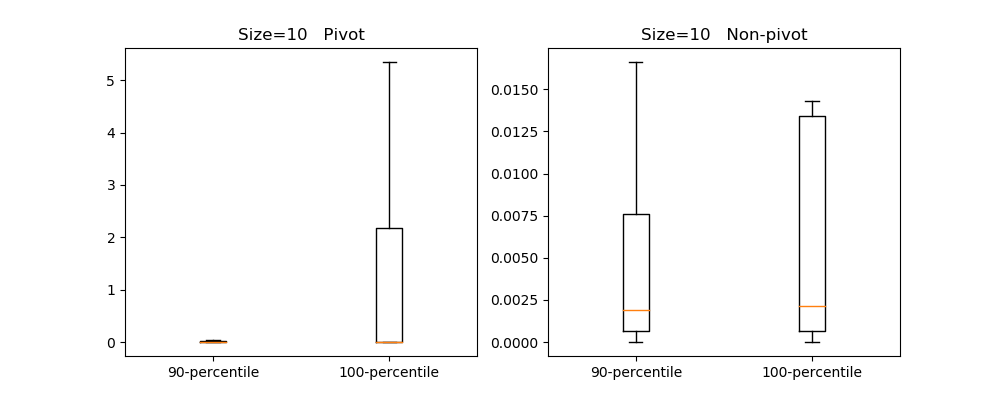 Size=10   Pivot
5
4
3
2
1
0
90-percentile
100-percentile
Size=10   Non-pivot
0.0150
0.0125
0.0100
0.0075
0.0050
0.0025
0.0000
90-percentile
100-percentile